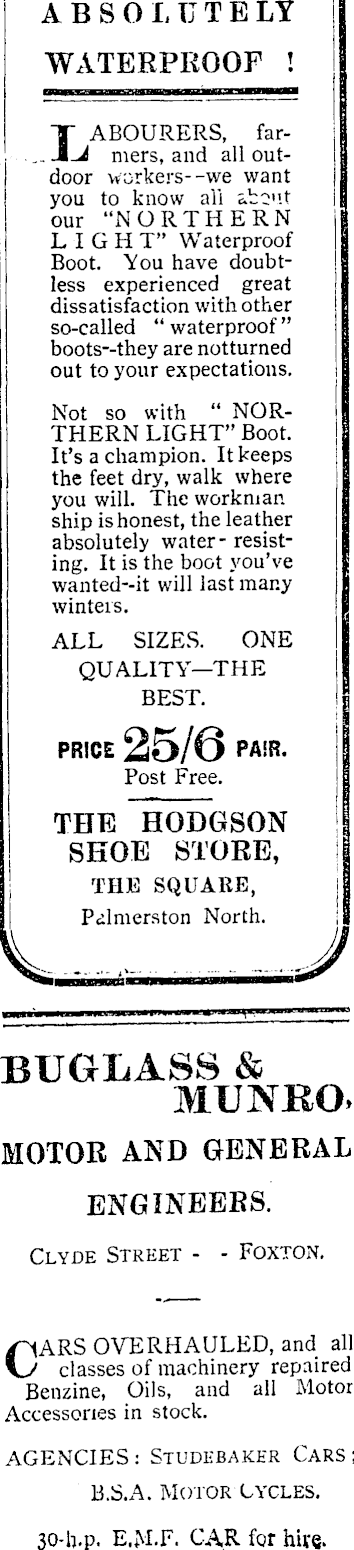 ABSOLUTELY
WATERPROOF !
LABOURERS, far-
mers, and all out-
door workers--we want
you to know all about
our "NORTHERN
LIGHT" Waterproof
Boot. You have doubt-
less experienced great
dissatisfaction with other
so-called "waterproof"
boots--they are notturned
out to your expectations.
Not so with "NOR-
THERN LIGHT" Boot.
It's a champion. It keeps
the feet dry, walk where
you will. The workman
ship is honest, the leather
absolutely water-resist-
ing. It is the boot you've
wanted--it will last many
winters.
ALL SIZES. ONE
QUALITY—THE
BEST.
PRICE 25/6 PAIR.
Post Free.
THE HODGSON
SHOE STORE,
THE SQUARE,
Palmerston North.
BUGLASS &
MUNRO,
MOTOR AND GENERAL
ENGINEERS.
CLYDE STREET - - FOXTON.
CARS OVERHAULED, and all
classes of machinery repaired
Benzine, Oils, and all Motor
Accessories in stock.
AGENCIES: STUDEBAKER CARS;
B.S.A. MOTOR CYCLES.
30-h.p. E.M.F. CAR for hire.